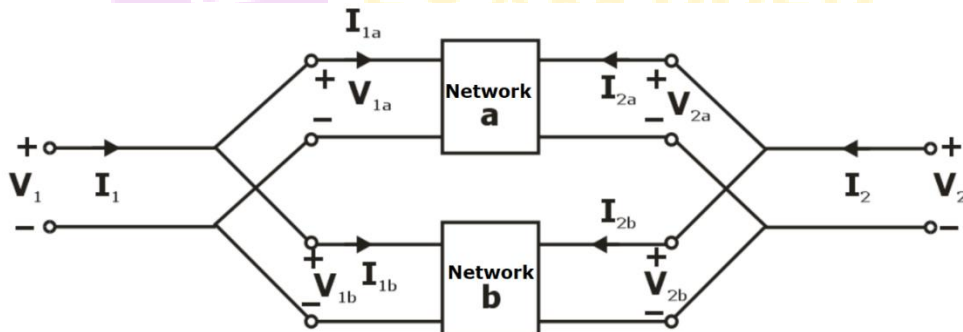 I1a
+ Network +
V1a a I2a V2a
- -
+ +
V1 I1 I2 V2
- I2b -
+ Network +
V1b I1b b V2b
- -